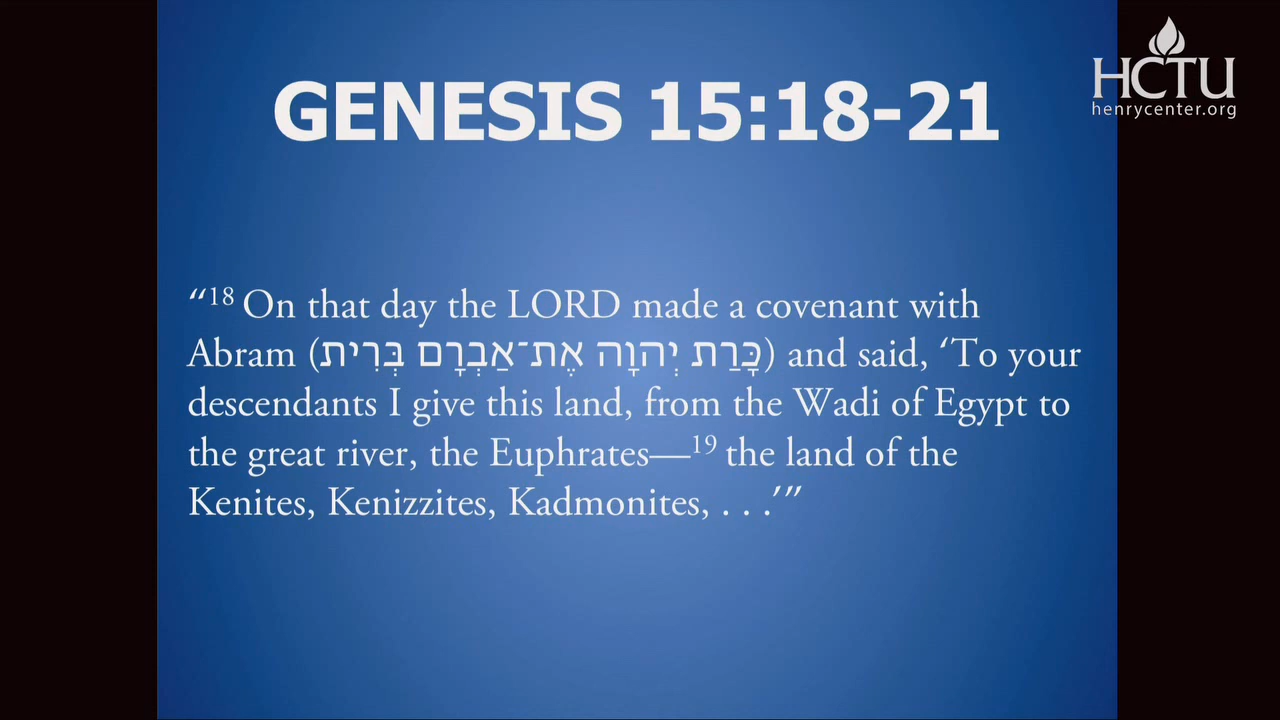 GENESIS 15:18-21
HCTU
henrycenter.org
“18 On that day the LORD made a covenant with
Abram (כָּרַת יְהוָה אֶת־אַבְרָם בְּרִית) and said, ‘To your
descendants I give this land, from the Wadi of Egypt to
the great river, the Euphrates—19 the land of the
Kenites, Kenizzites, Kadmonites, . . .’”